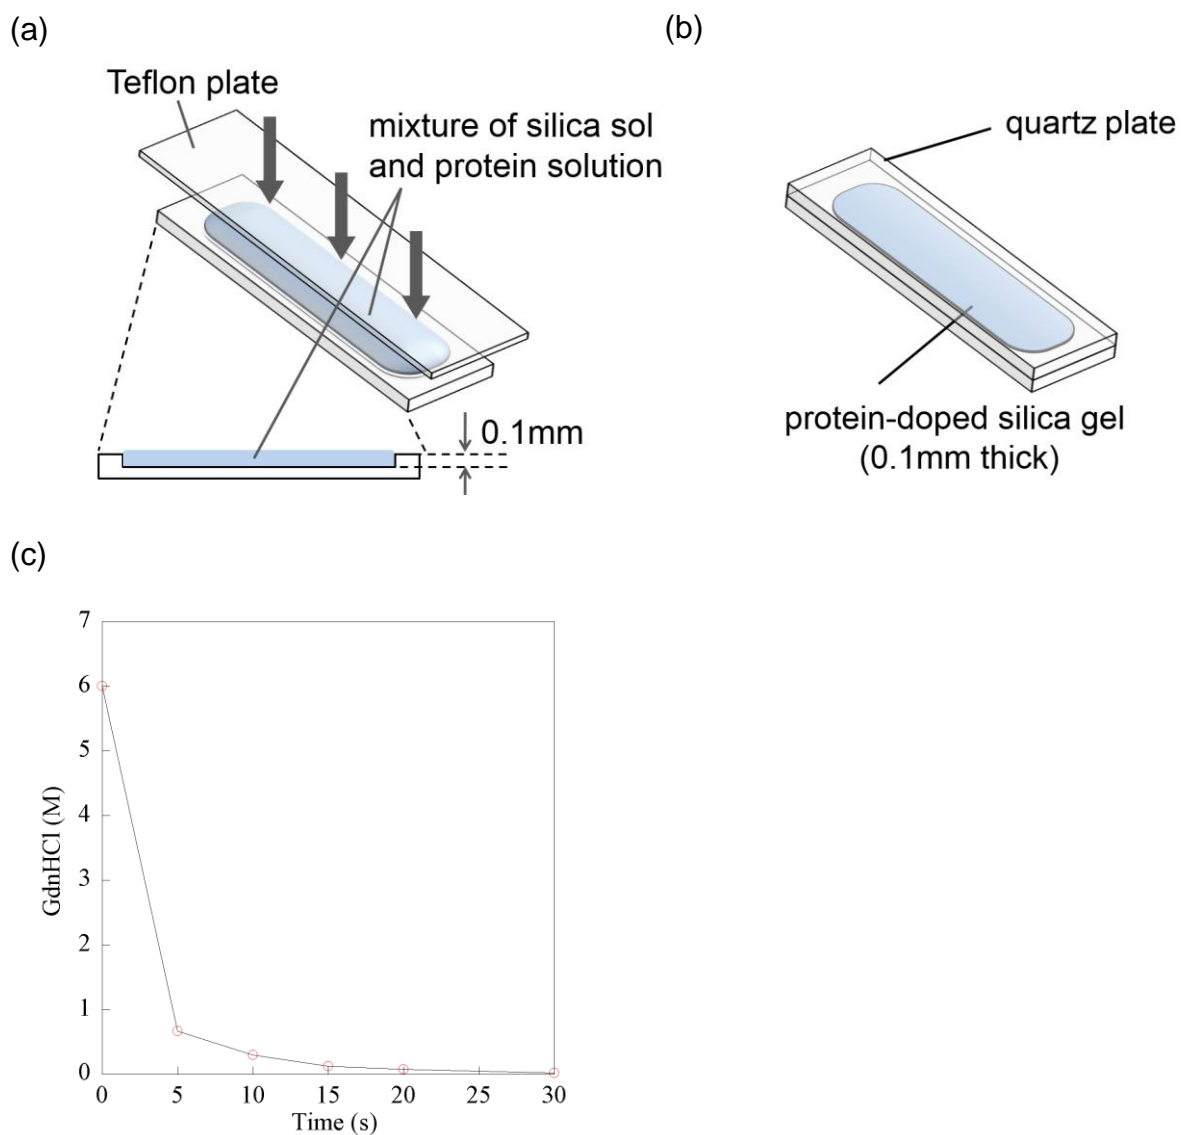 (a)
Teflon plate
mixture of silica sol
and protein solution
0.1mm
(b)
quartz plate
protein-doped silica gel
(0.1mm thick)
(c)
7
6
5
4
3
2
1
0
GdnHCl (M)
0 5 10 15 20 25 30
Time (s)